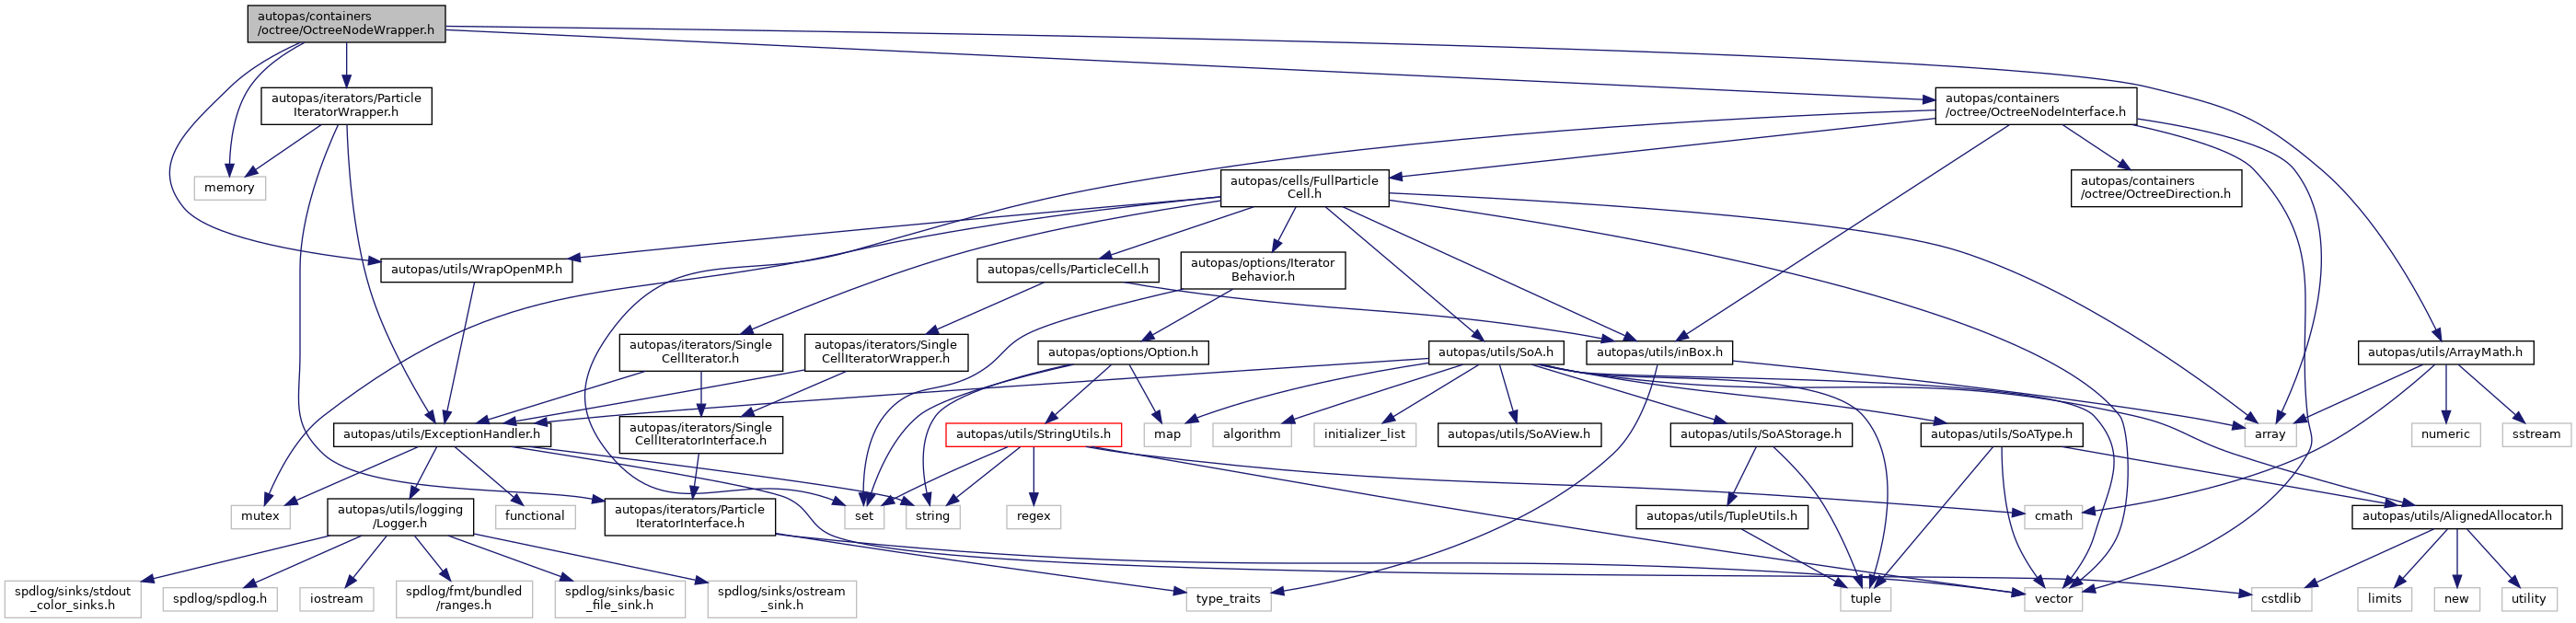 autopas/containers
/octree/OctreeNodeWrapper.h
autopas/iterators/Particle
IteratorWrapper.h
autopas/containers
/octree/OctreeNodeInterface.h
memory
autopas/cells/FullParticle
Cell.h
autopas/containers
/octree/OctreeDirection.h
autopas/utils/WrapOpenMP.h
autopas/cells/ParticleCell.h
autopas/options/Iterator
Behavior.h
autopas/iterators/Single
CellIterator.h
autopas/iterators/Single
CellIteratorWrapper.h
autopas/options/Option.h
autopas/utils/SoA.h
autopas/utils/inBox.h
autopas/utils/ArrayMath.h
autopas/utils/ExceptionHandler.h
autopas/iterators/Single
CellIteratorInterface.h
autopas/utils/StringUtils.h
map
algorithm
initializer_list
autopas/utils/SoAView.h
autopas/utils/SoAStorage.h
autopas/utils/SoAType.h
array
numeric
sstream
mutex
autopas/utils/logging
/Logger.h
functional
autopas/iterators/Particle
IteratorInterface.h
set
string
regex
autopas/utils/TupleUtils.h
cmath
autopas/utils/AlignedAllocator.h
spdlog/sinks/stdout
_color_sinks.h
spdlog/spdlog.h
iostream
spdlog/fmt/bundled
/ranges.h
spdlog/sinks/basic
_file_sink.h
spdlog/sinks/ostream
_sink.h
type_traits
tuple
vector
cstdlib
limits
new
utility